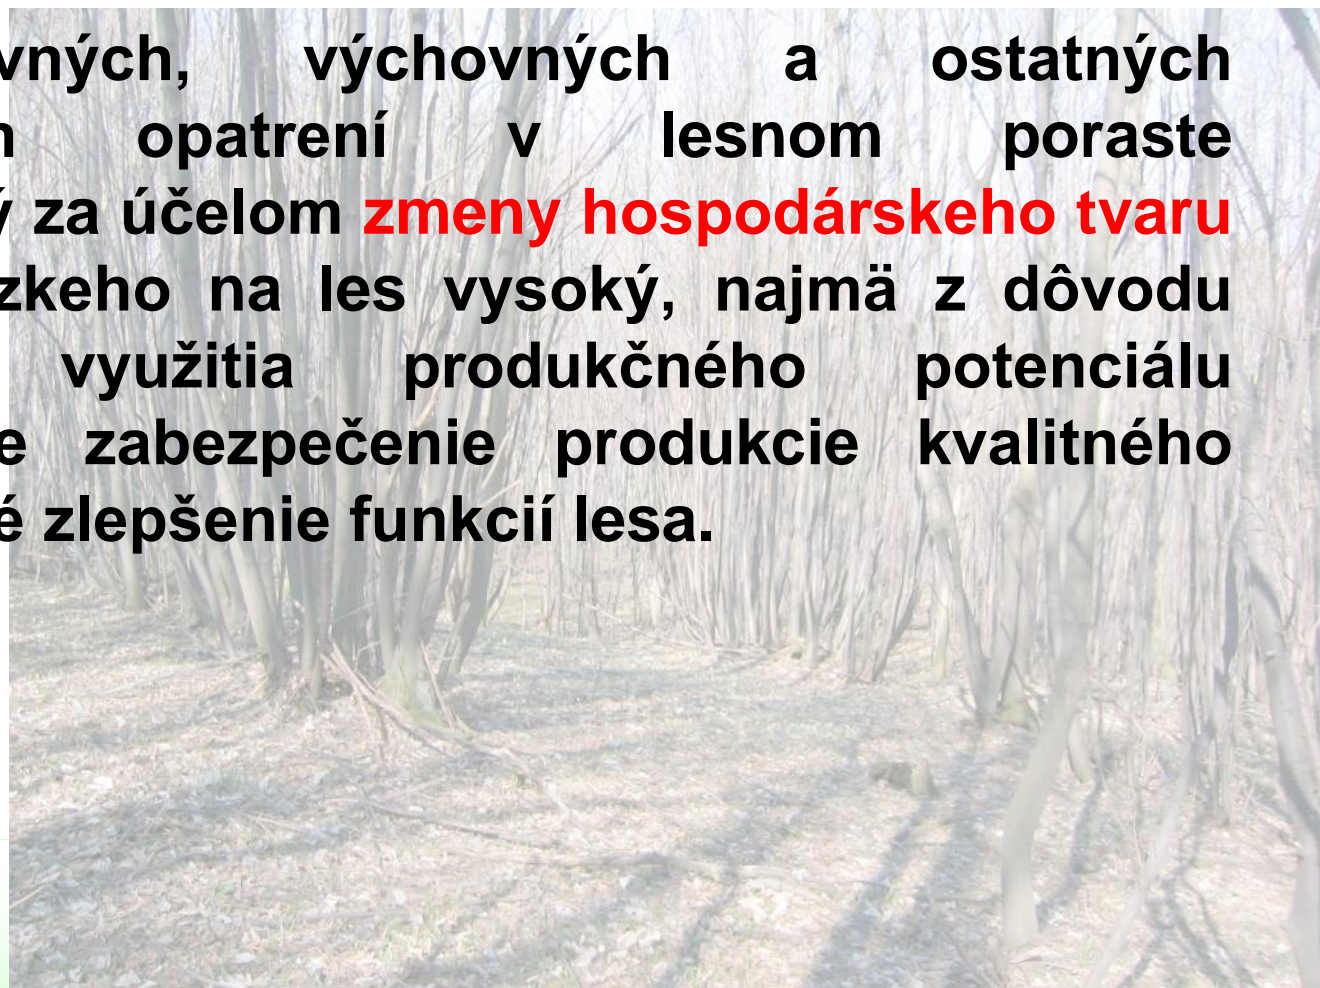 vných, výchovných a ostatných
opatrení v lesnom poraste
ý za účelom zmeny hospodárskeho tvaru
zkeho na les vysoký, najmä z dôvodu
využitia produkčného potenciálu
e zabezpečenie produkcie kvalitného
é zlepšenie funkcií lesa.